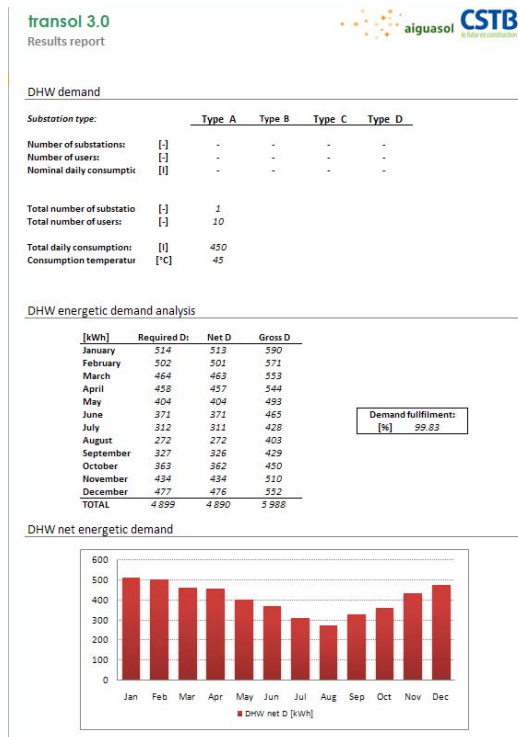 transol 3.0
Results report
aiguasol
CSTB
le futur en construction
DHW demand
Substation type: Type A Type B Type C Type D
Number of substations: [-] - - - -
Number of users: [-] - - - -
Nominal daily consumptic [l] - - - -
Total number of substatio [-] 1
Total number of users: [-] 10
Total daily consumption: [l] 450
Consumption temperatur [°C] 45
DHW energetic demand analysis
[kWh] Required D: Net D Gross D
January 514 513 590
February 502 501 571
March 464 463 553
April 458 457 544
May 404 404 493
June 371 371 465
July 312 311 428
August 272 272 403
September 327 326 429
October 363 362 450
November 434 434 510
December 477 476 552
TOTAL 4 899 4 890 5 988
Demand fullfilment:
[%] 99.83
DHW net energetic demand
600
500
400
300
200
100
0
Jan Feb Mar Apr May Jun Jul Aug Sep Oct Nov Dec
DHW net D [kWh]